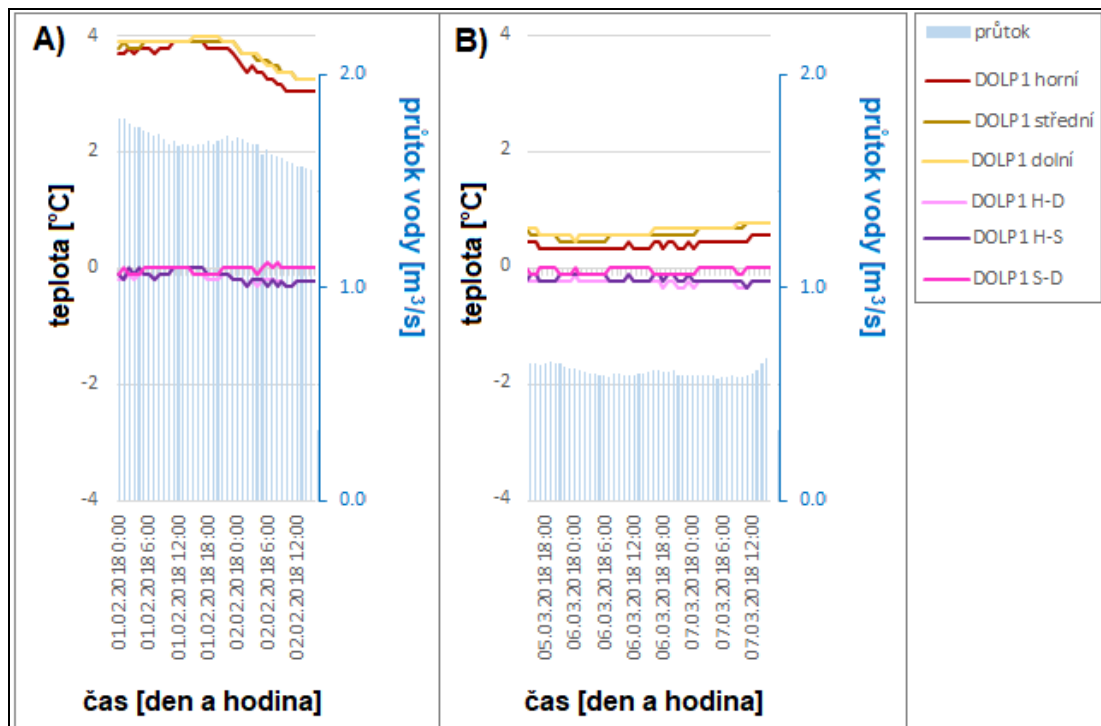 A)
4
2
0
-2
-4
teplota [°C]
2.0
1.0
0.0
průtok vody [m³/s]
01.02.2018 0:00
01.02.2018 6:00
01.02.2018 12:00
01.02.2018 18:00
02.02.2018 0:00
02.02.2018 6:00
02.02.2018 12:00
čas [den a hodina]
B)
4
2
0
-2
-4
teplota [°C]
2.0
1.0
0.0
průtok vody [m³/s]
05.03.2018 18:00
06.03.2018 0:00
06.03.2018 6:00
06.03.2018 12:00
06.03.2018 18:00
07.03.2018 0:00
07.03.2018 6:00
07.03.2018 12:00
čas [den a hodina]
průtok
DOLP1 horní
DOLP1 střední
DOLP1 dolní
DOLP1 H-D
DOLP1 H-S
DOLP1 S-D